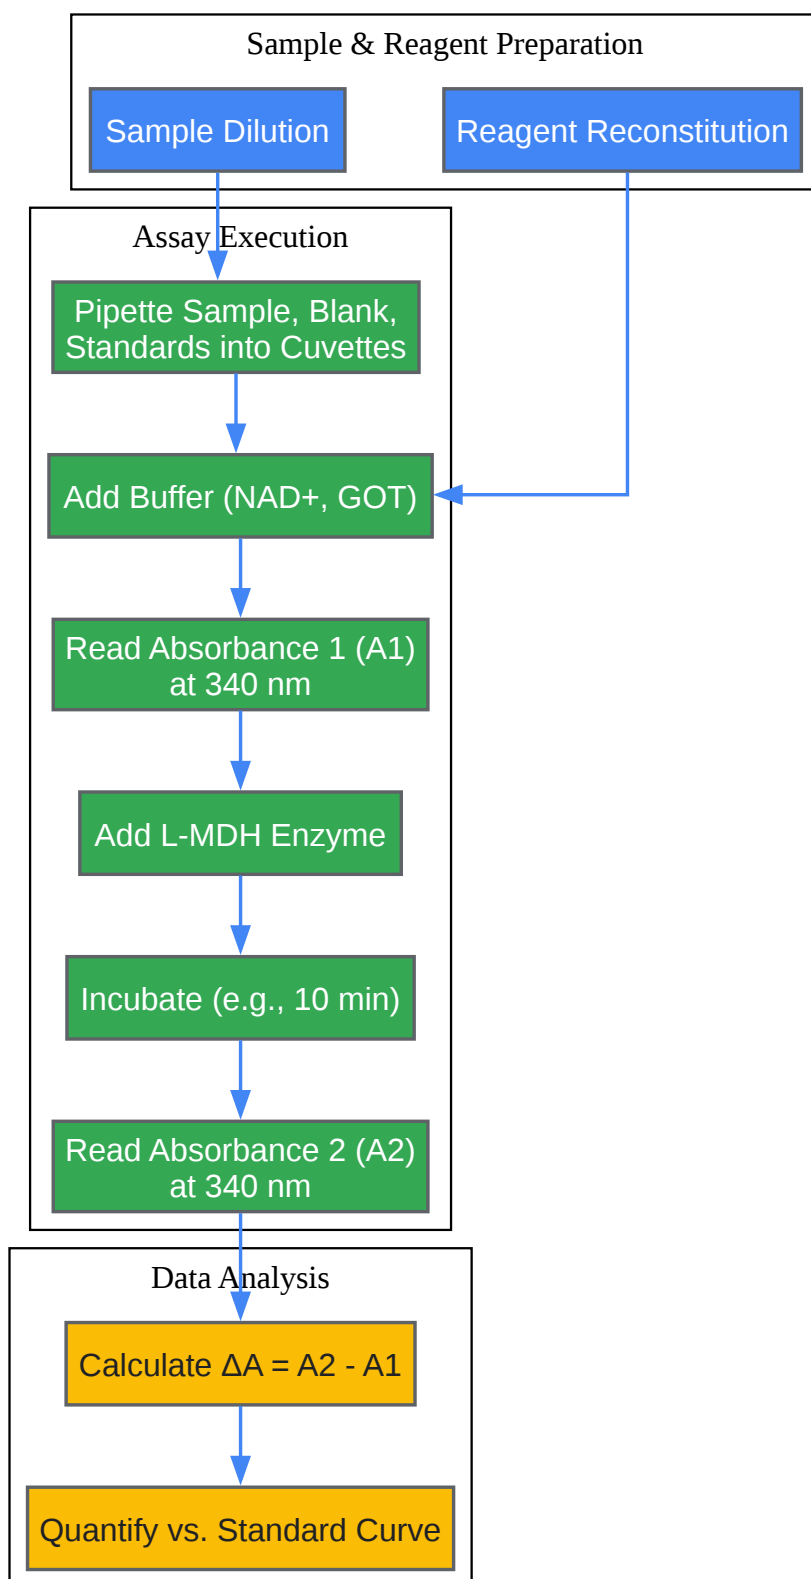 Sample & Reagent Preparation
Sample Dilution
Reagent Reconstitution
Assay Execution
Pipette Sample, Blank,
Standards into Cuvettes
Add Buffer (NAD+, GOT)
Read Absorbance 1 (A1)
at 340 nm
Add L-MDH Enzyme
Incubate (e.g., 10 min)
Read Absorbance 2 (A2)
at 340 nm
Data Analysis
Calculate ΔA = A2 - A1
Quantify vs. Standard Curve